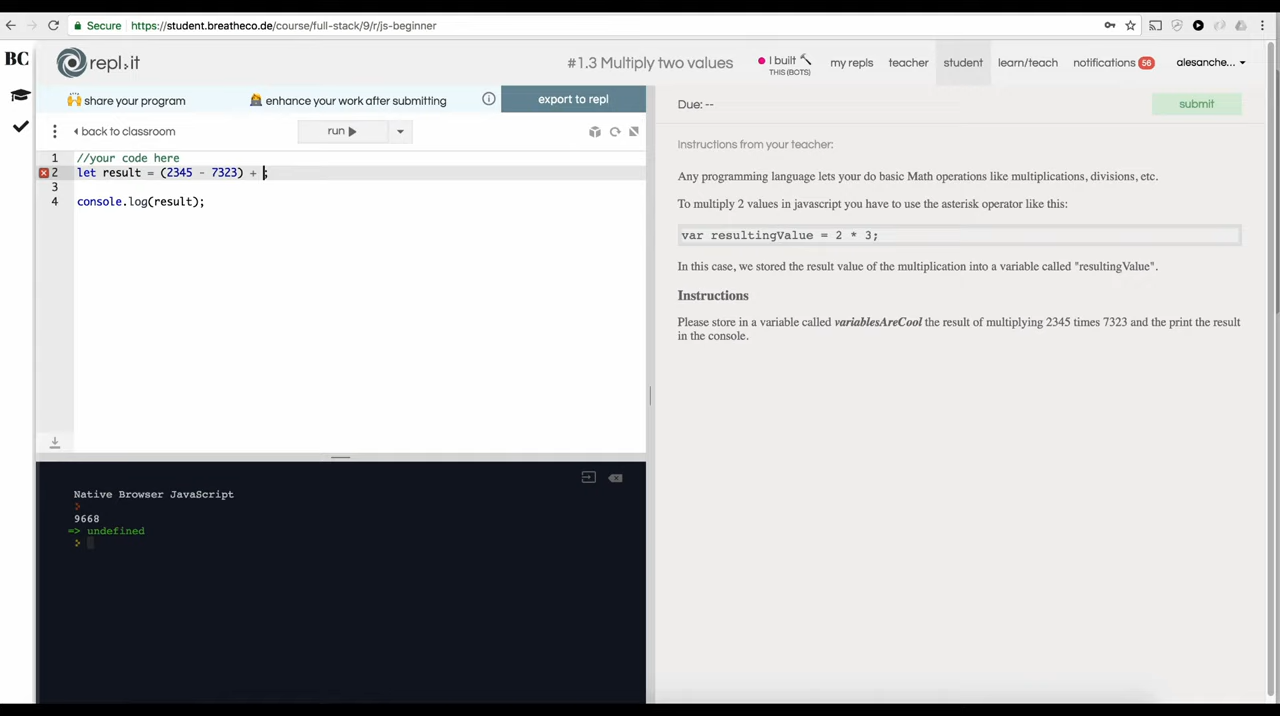 Secure https://student.breatheco.de/course/full-stack/9/r/js-beginner
BC
repl.it
#1.3 Multiply two values
I built
THIS (BOTS)
my repls
teacher
student
learn/teach
notifications 56
alesanche...
share your program
enhance your work after submitting
export to repl
back to classroom
run
1 //your code here
2 let result = (2345 - 7323) + ;
3
4 console.log(result);
Native Browser JavaScript
9668
=> undefined
Due: --
submit
Instructions from your teacher:
Any programming language lets your do basic Math operations like multiplications, divisions, etc.
To multiply 2 values in javascript you have to use the asterisk operator like this:
var resultingValue = 2 * 3;
In this case, we stored the result value of the multiplication into a variable called "resultingValue".
Instructions
Please store in a variable called variablesAreCool the result of multiplying 2345 times 7323 and the print the result
in the console.